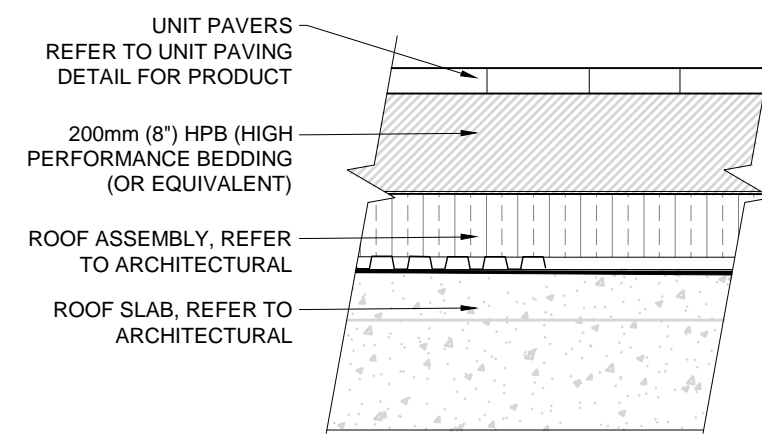 UNIT PAVERS
REFER TO UNIT PAVING
DETAIL FOR PRODUCT
200mm (8") HPB (HIGH
PERFORMANCE BEDDING
(OR EQUIVALENT)
ROOF ASSEMBLY, REFER
TO ARCHITECTURAL
ROOF SLAB, REFER TO
ARCHITECTURAL